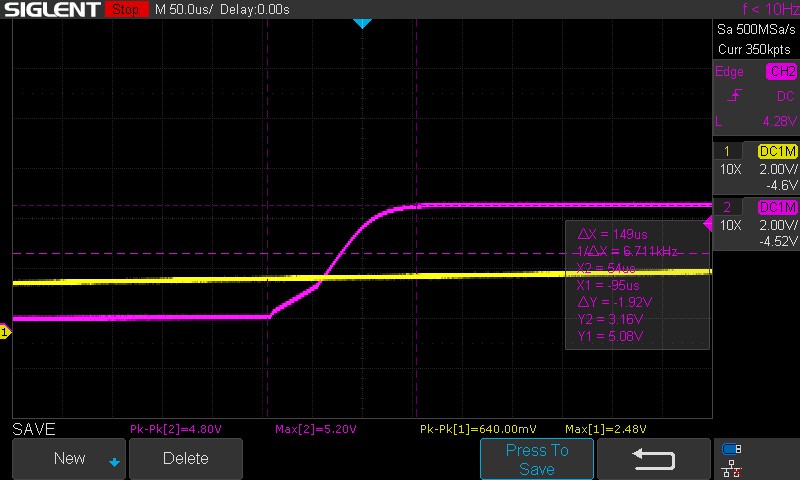 SIGLENT Stop M 50.0us/ Delay:0.00s f < 10Hz
Sa 500MSa/s
Curr 350kpts
Edge CH2
DC
L 4.28V
1 DC1M
10X 2.00V/
-4.6V
2 DC1M
10X 2.00V/
-4.52V
ΔX = 149us
1/ΔX = 6.711kHz
X2 = 54us
X1 = -95us
ΔY = -1.92V
Y2 = 3.16V
Y1 = 5.08V
1
SAVE Pk-Pk[2]=4.80V Max[2]=5.20V Pk-Pk[1]=640.00mV Max[1]=2.48V
New Delete Press To
Save